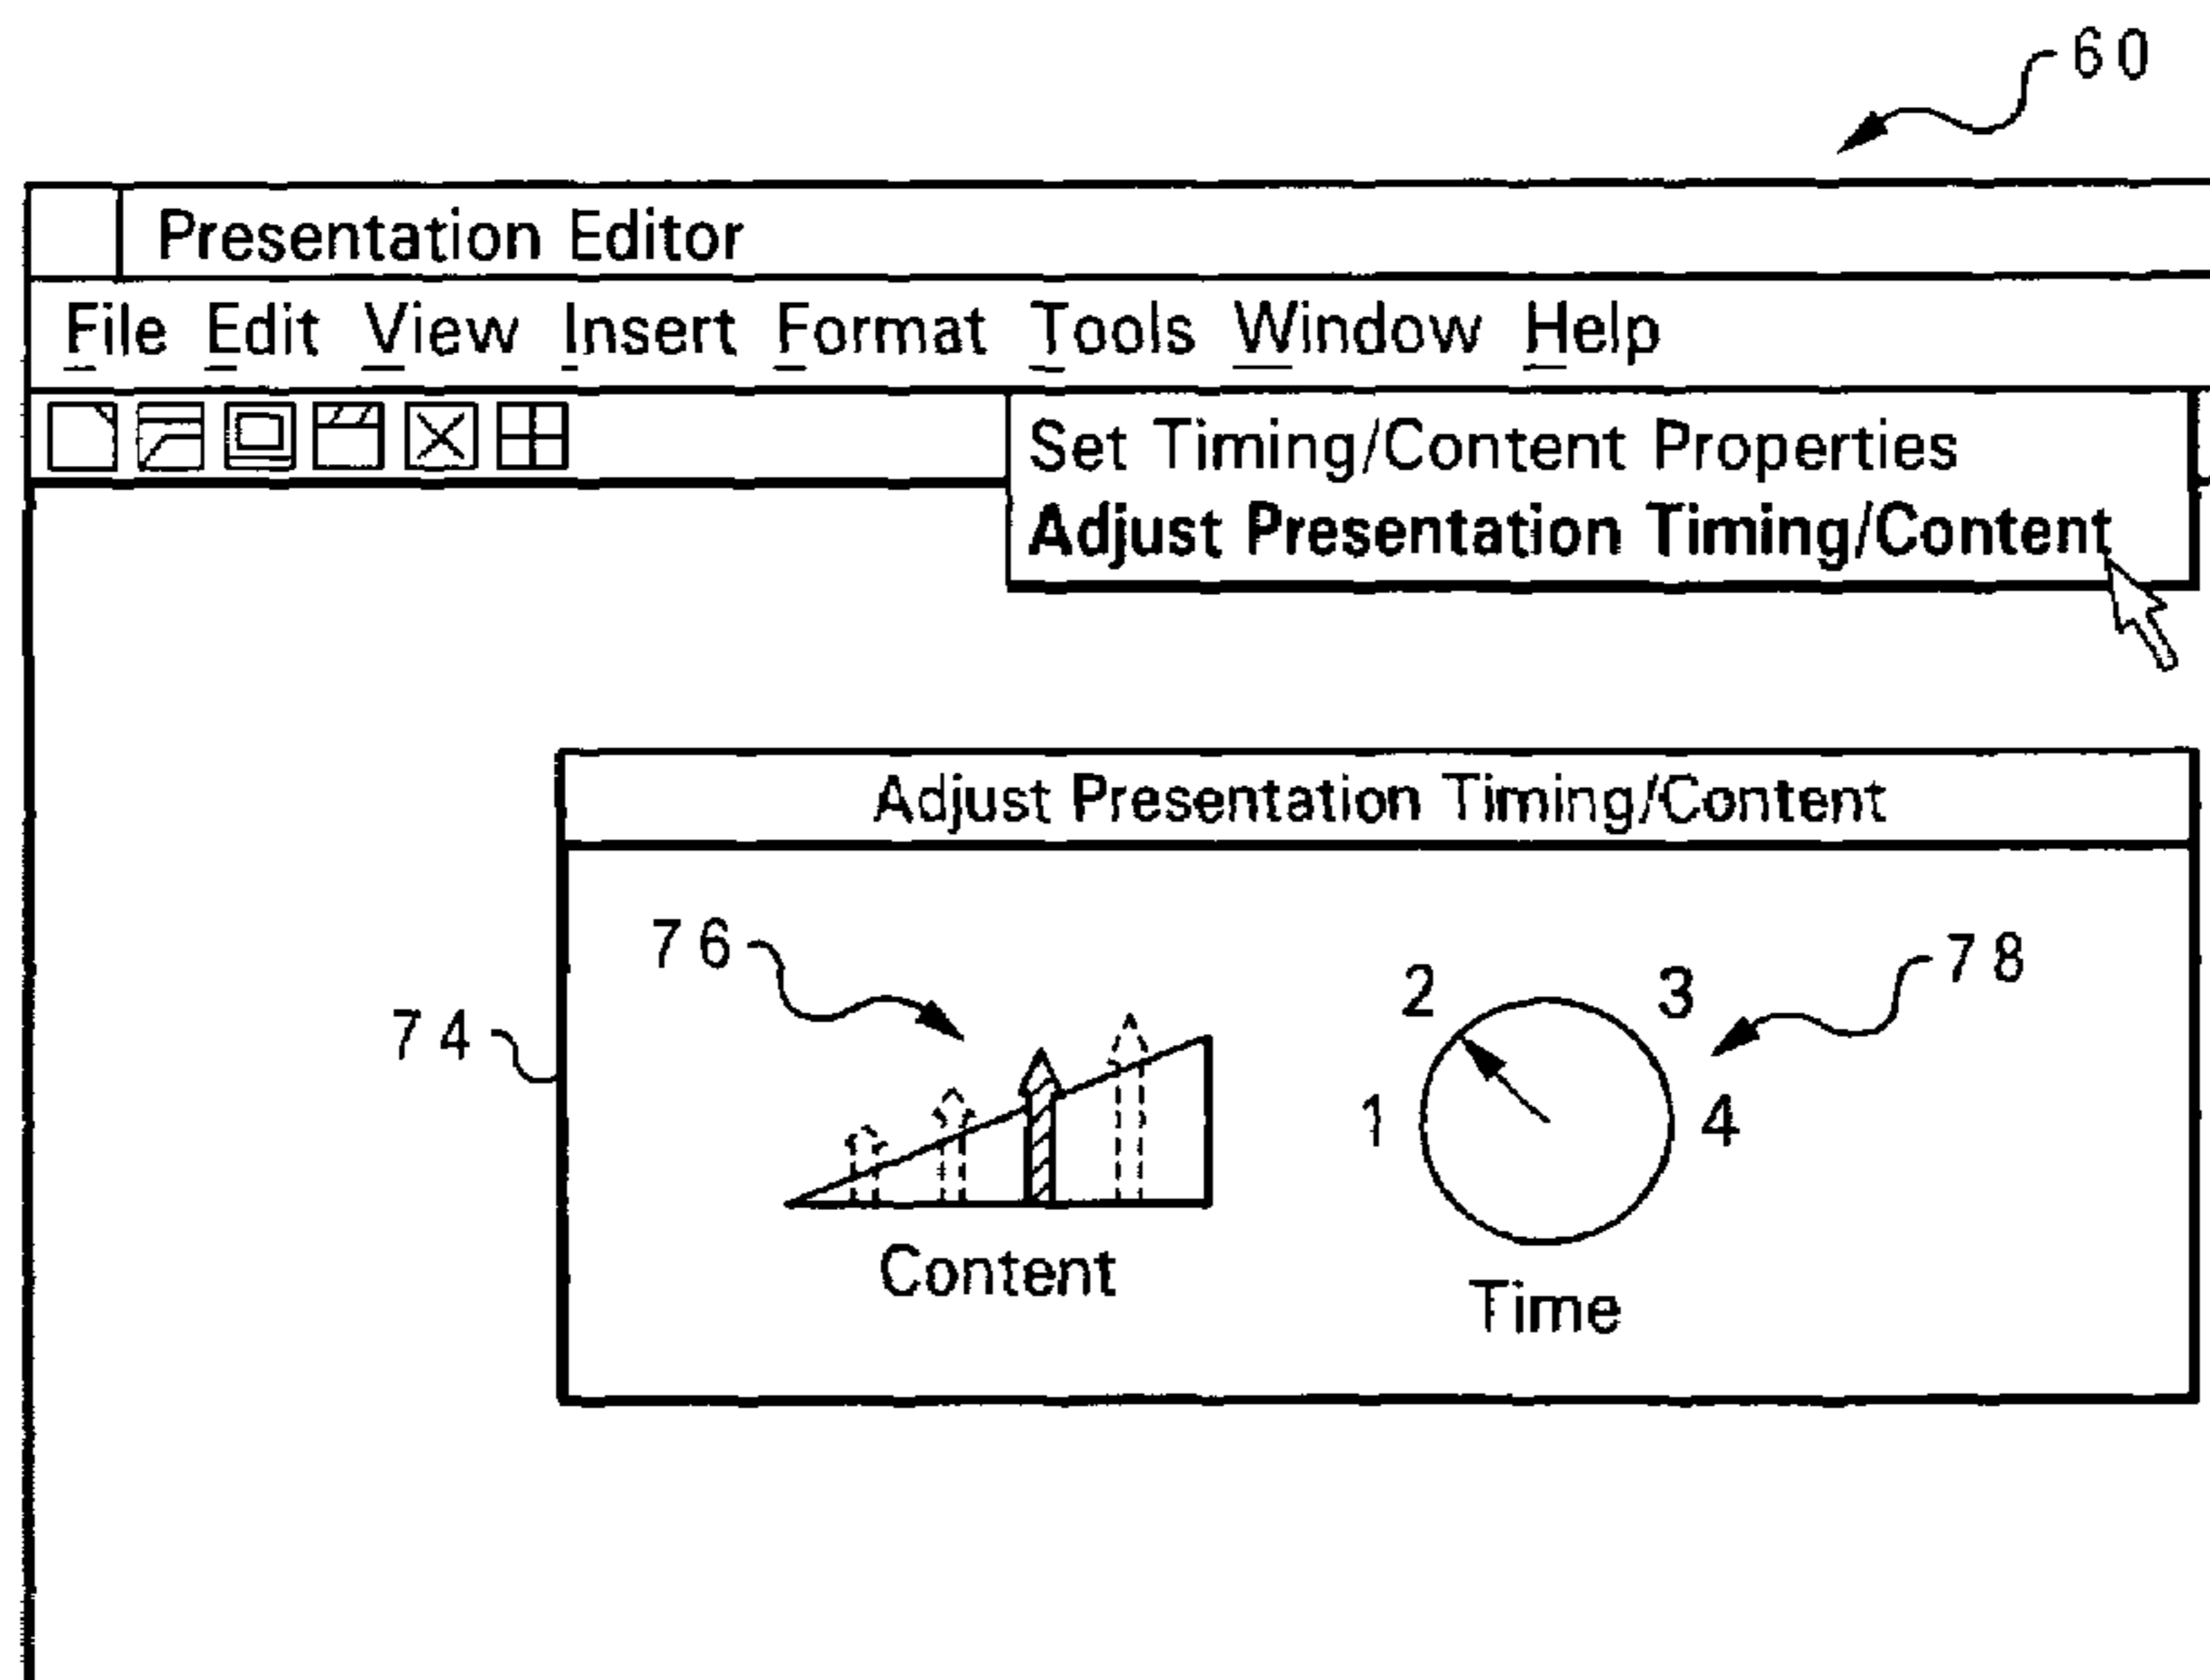 60
Presentation Editor
File Edit View Insert Format Tools Window Help
Set Timing/Content Properties
Adjust Presentation Timing/Content
Adjust Presentation Timing/Content
76
78
2 3
74
1 4
Content
Time